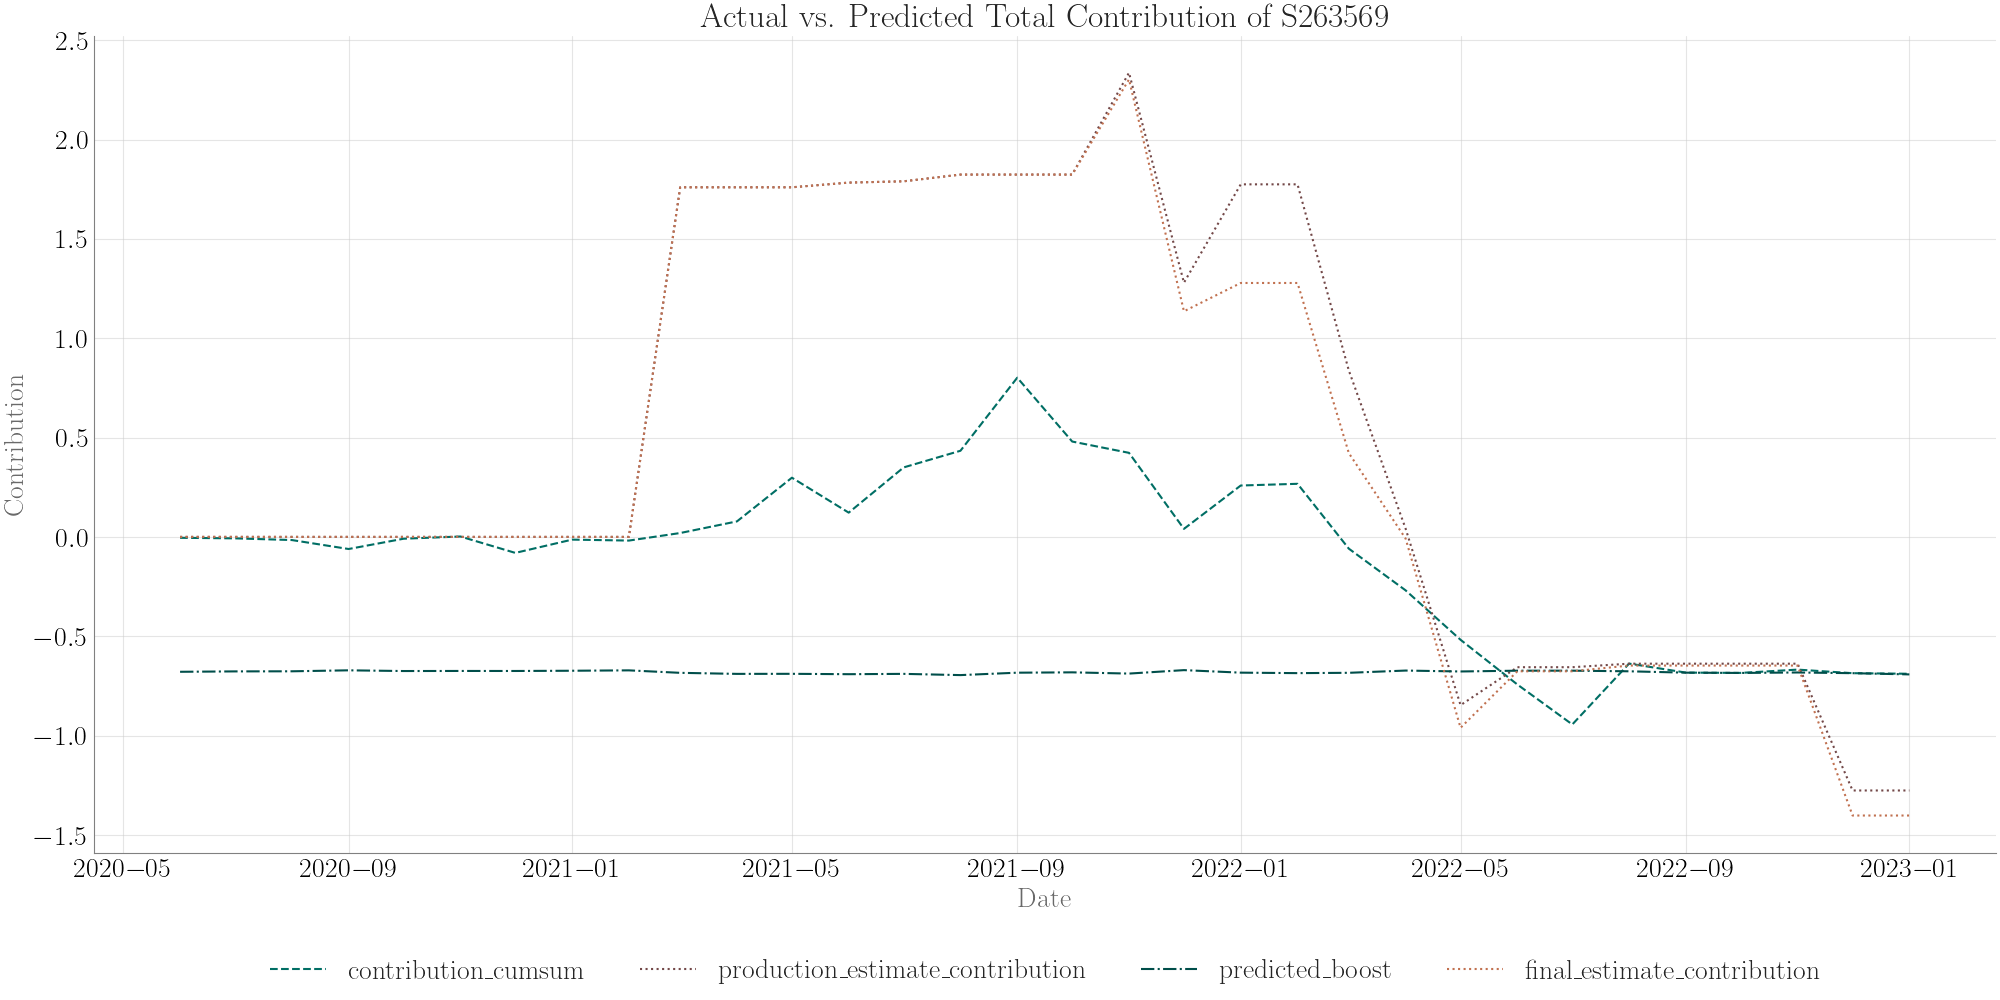 Actual vs. Predicted Total Contribution of S263569
2.5
2.0
1.5
1.0
0.5
0.0
−0.5
−1.0
−1.5
Contribution
2020−05 2020−09 2021−01 2021−05 2021−09 2022−01 2022−05 2022−09 2023−01
Date
contribution_cumsum production_estimate_contribution predicted_boost final_estimate_contribution